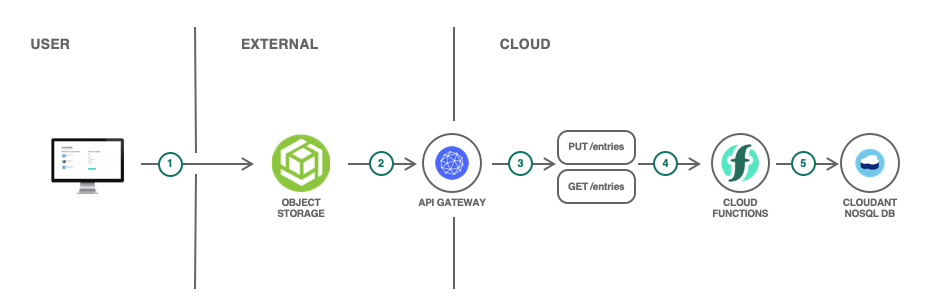 USER
EXTERNAL
CLOUD
1
2
3
4
5
PUT /entries
GET /entries
OBJECT
STORAGE
API GATEWAY
CLOUD
FUNCTIONS
CLOUDANT
NOSQL DB